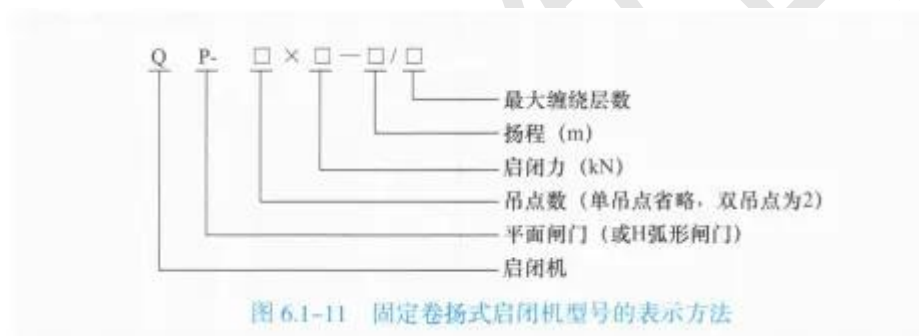 Q P- □ × □ — □ / □
最大缠绕层数
扬程（m）
启闭力（kN）
吊点数（单吊点省略，双吊点为2）
平面闸门（或H弧形闸门）
启闭机
图 6.1-11 固定卷扬式启闭机型号的表示方法